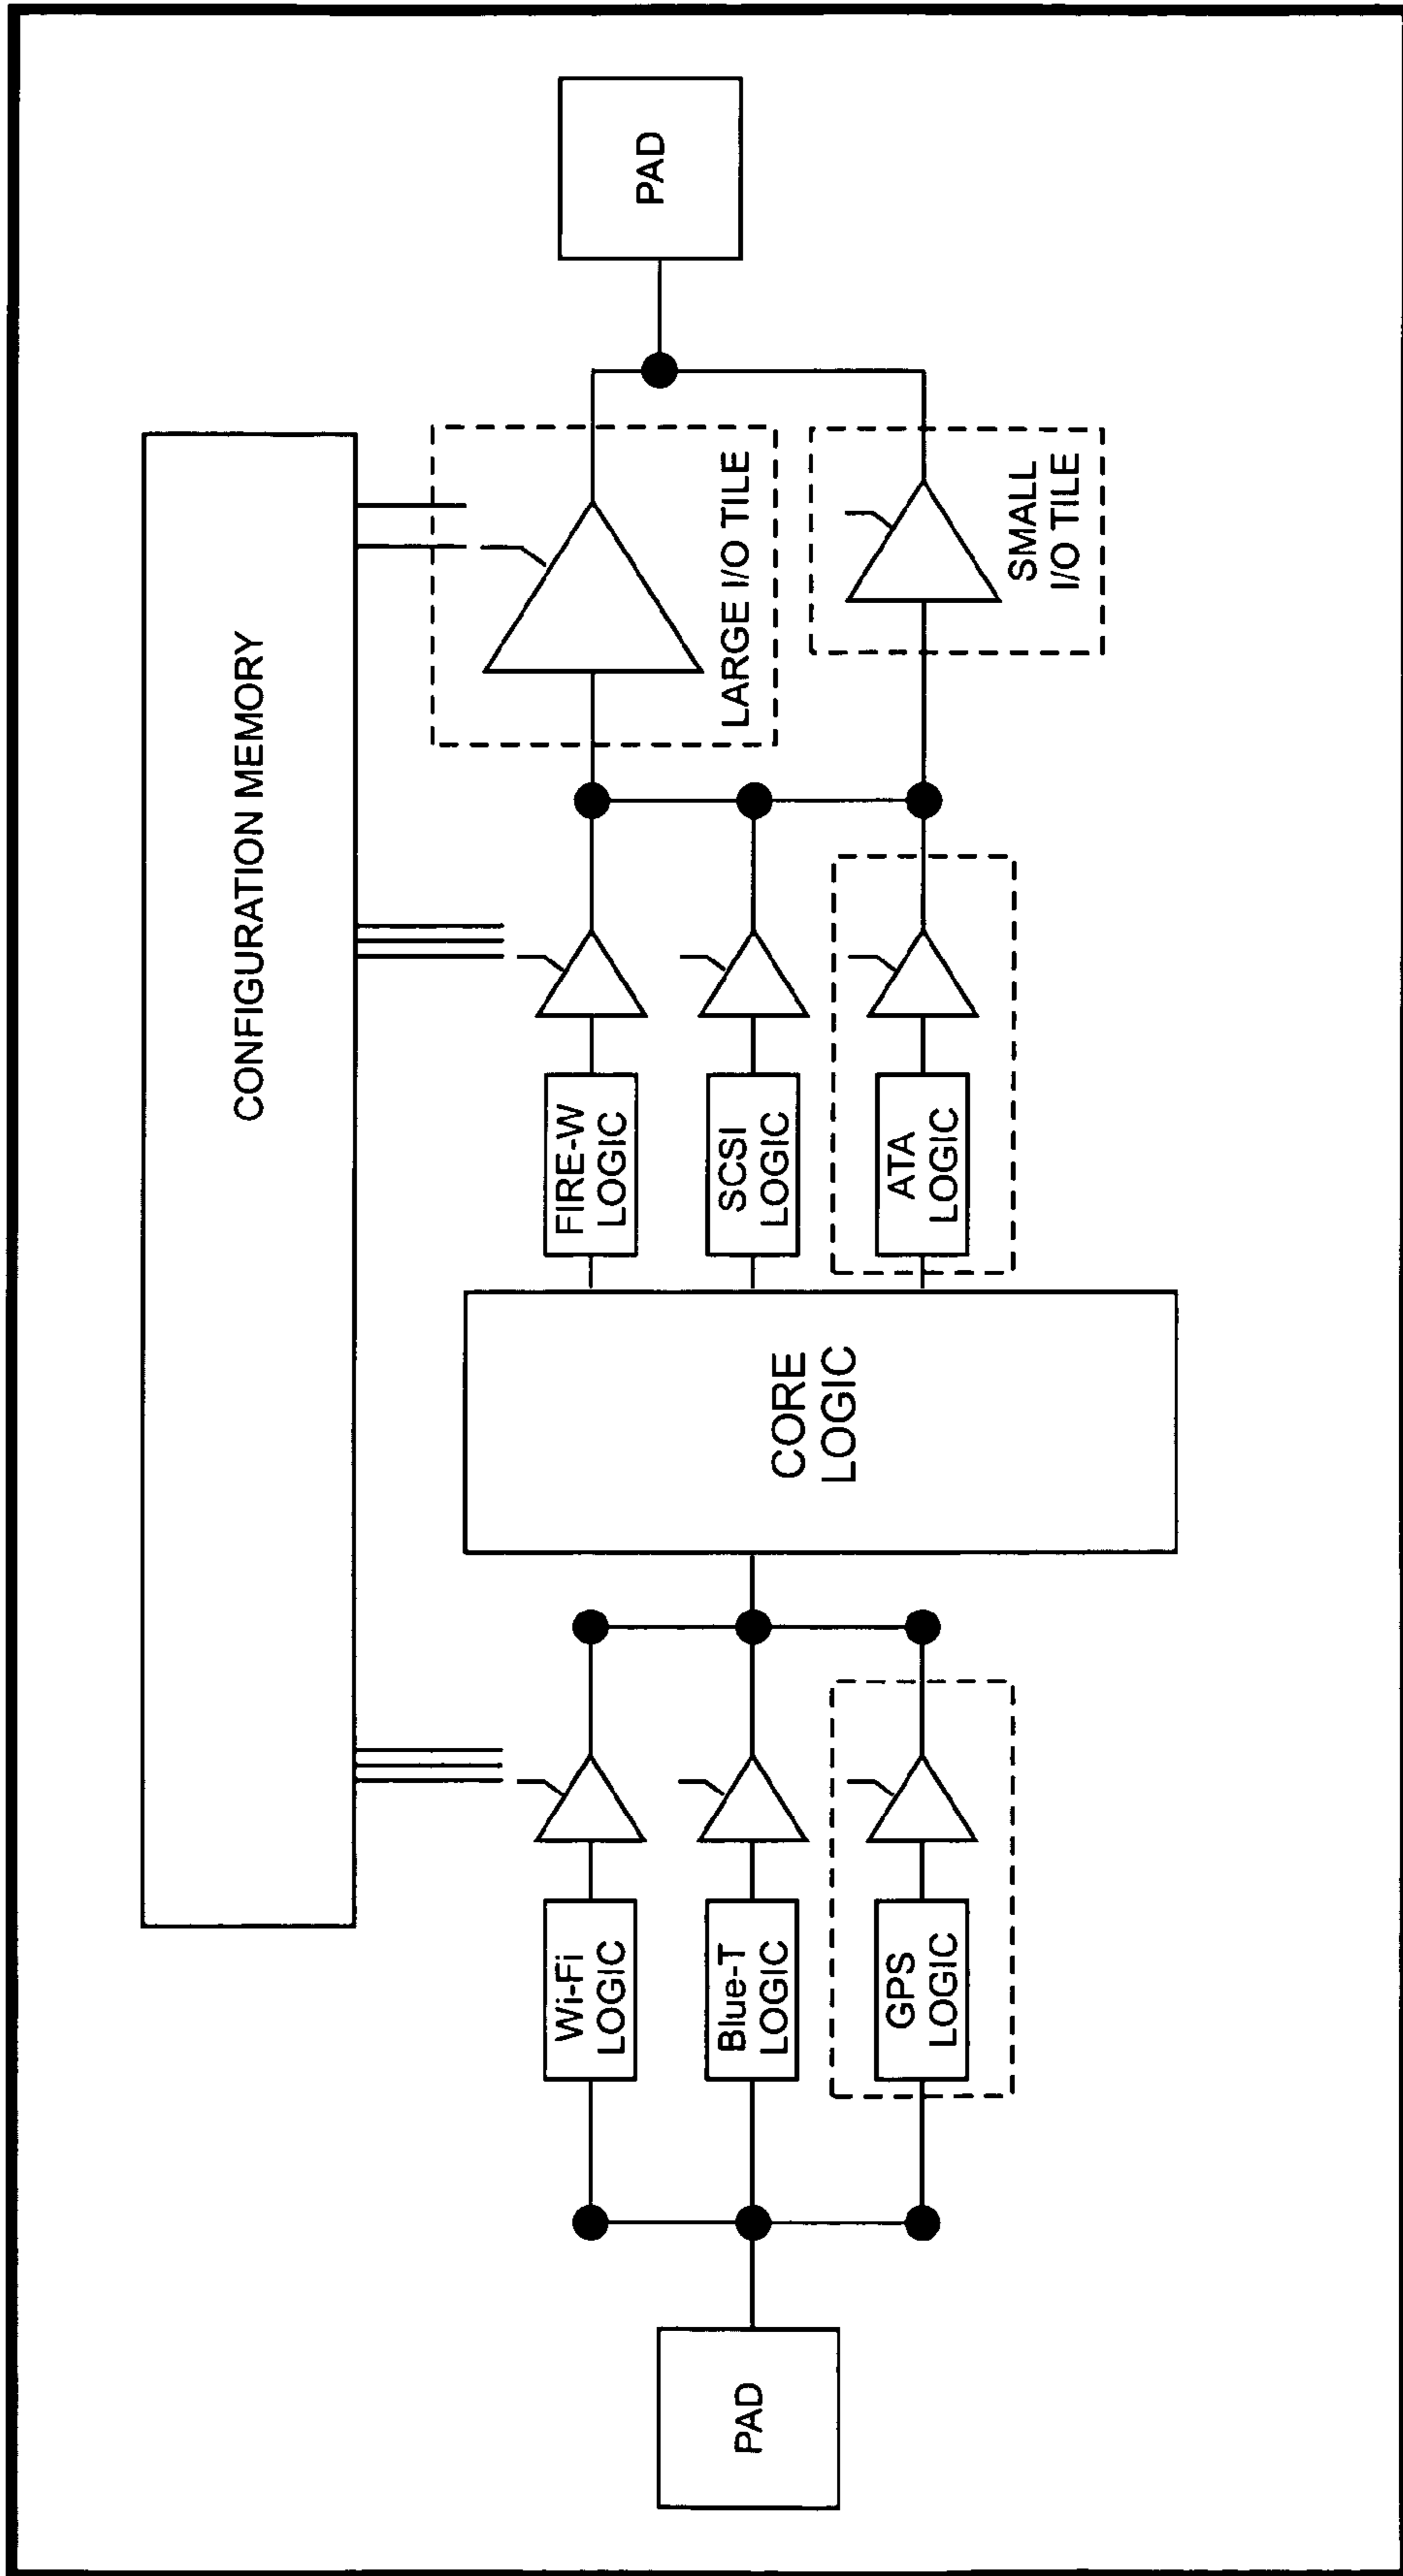 CONFIGURATION MEMORY
PAD
Wi-Fi
LOGIC
Blue-T
LOGIC
GPS
LOGIC
CORE
LOGIC
FIRE-W
LOGIC
SCSI
LOGIC
ATA
LOGIC
LARGE I/O TILE
SMALL
I/O TILE
PAD